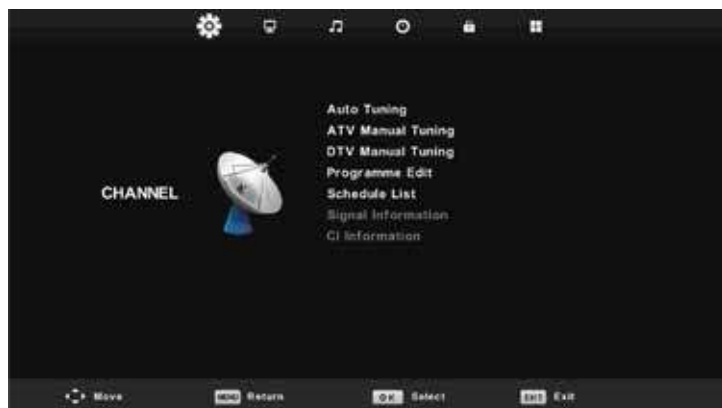 Auto Tuning
ATV Manual Tuning
DTV Manual Tuning
Programme Edit
CHANNEL
Schedule List
Signal Information
CI Information
Move
MENU Return
OK Select
EXIT Exit